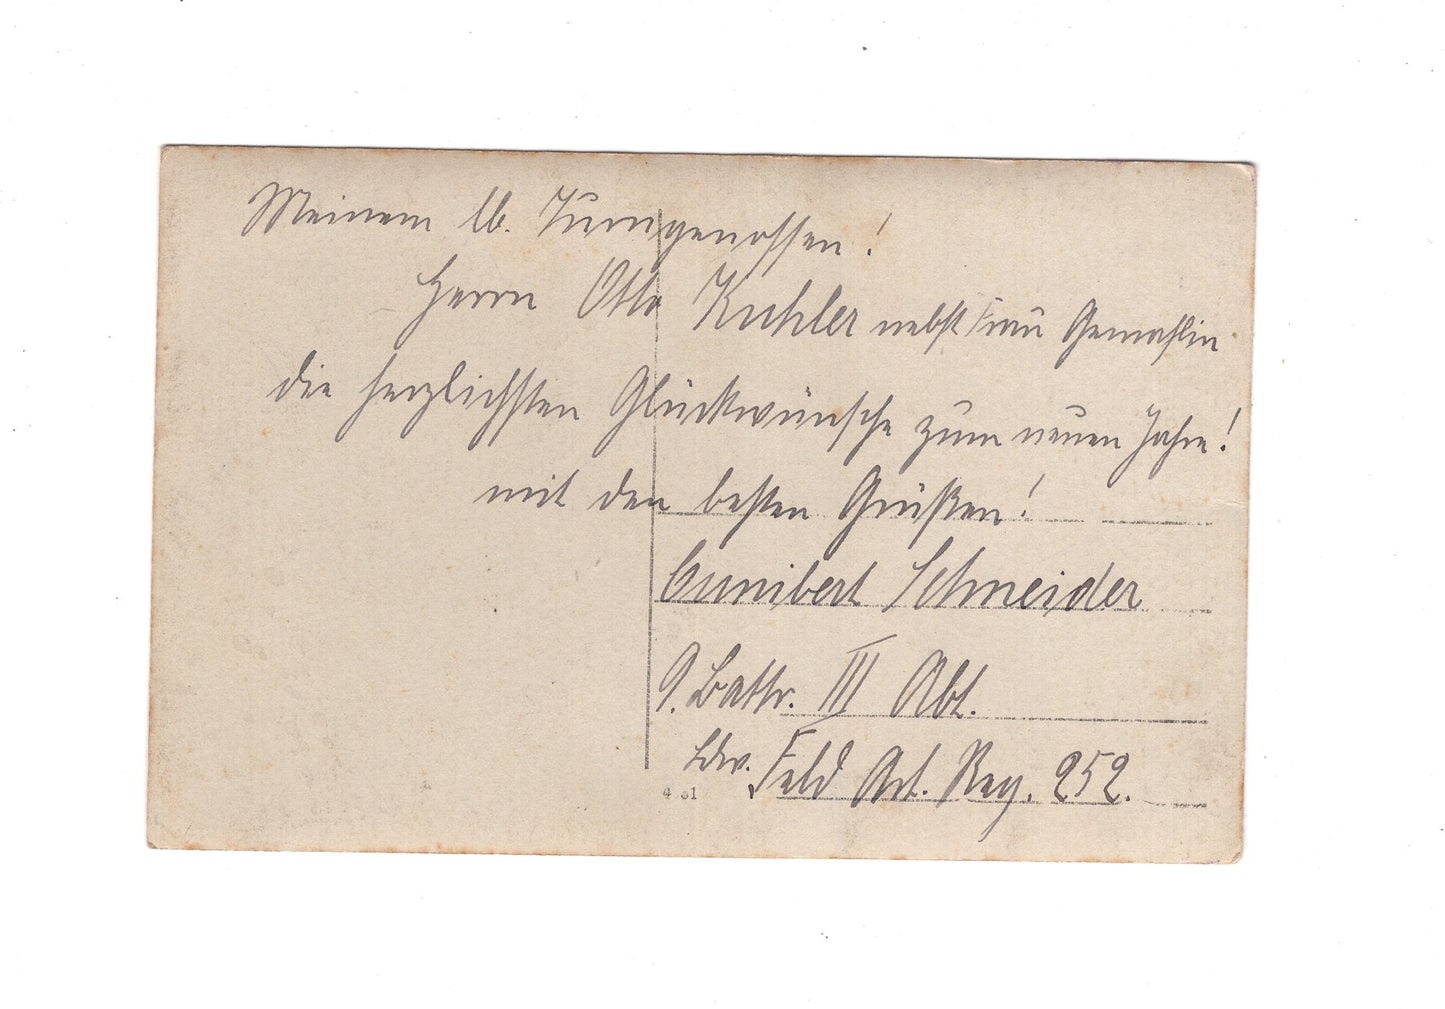 Meinem lb. Turngenossen!
Herrn Otto Kuhler nebst Frau Gemahlin
die herzlichsten Glückwünsche zum neuen Jahre!
mit den besten Grüßen!
Cunibert Schneider
9. Battr. III Abt.
Ldw. Feld Art. Reg. 252.
4 81